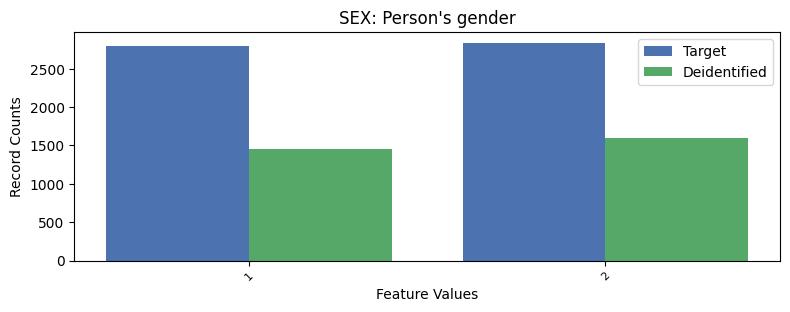 SEX: Person's gender
Target
Deidentified
Record Counts
2500
2000
1500
1000
500
0
1
2
Feature Values